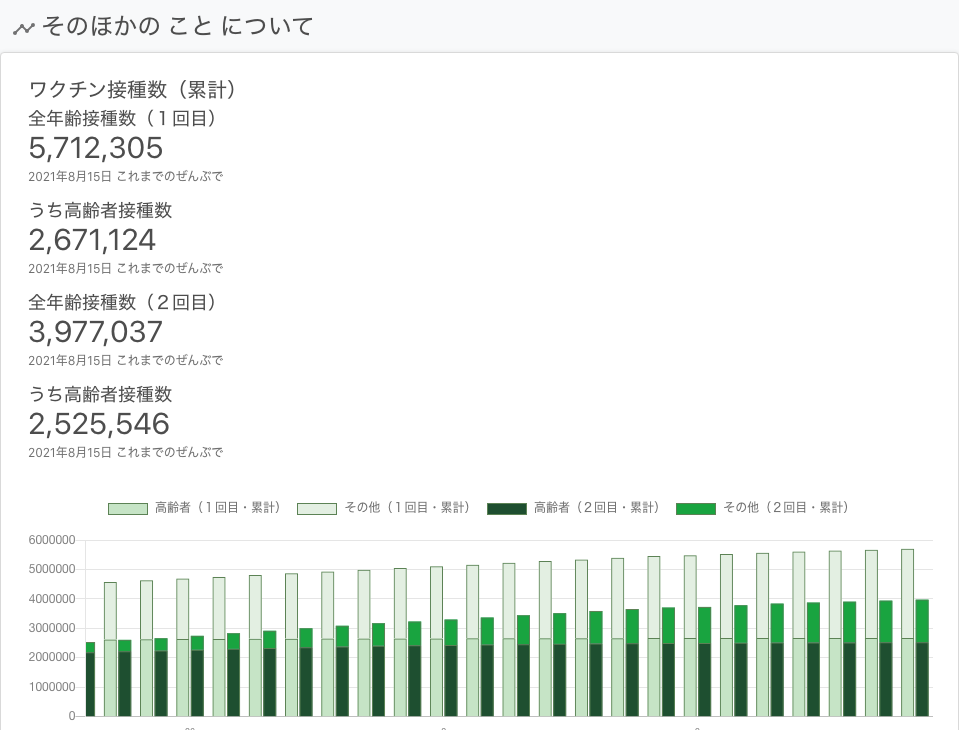 そのほかの こと について
ワクチン接種数（累計）
全年齢接種数（１回目）
5,712,305
2021年8月15日 これまでのぜんぶで
うち高齢者接種数
2,671,124
2021年8月15日 これまでのぜんぶで
全年齢接種数（２回目）
3,977,037
2021年8月15日 これまでのぜんぶで
うち高齢者接種数
2,525,546
2021年8月15日 これまでのぜんぶで
高齢者（１回目・累計） その他（１回目・累計） 高齢者（２回目・累計） その他（２回目・累計）
6000000
5000000
4000000
3000000
2000000
1000000
0